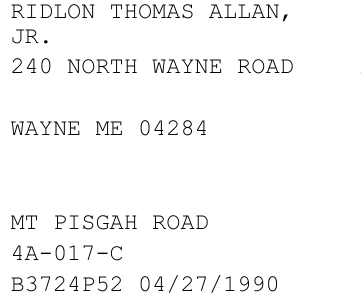 RIDLON THOMAS ALLAN,
JR.
240 NORTH WAYNE ROAD
WAYNE ME 04284
MT PISGAH ROAD
4A-017-C
B3724P52 04/27/1990